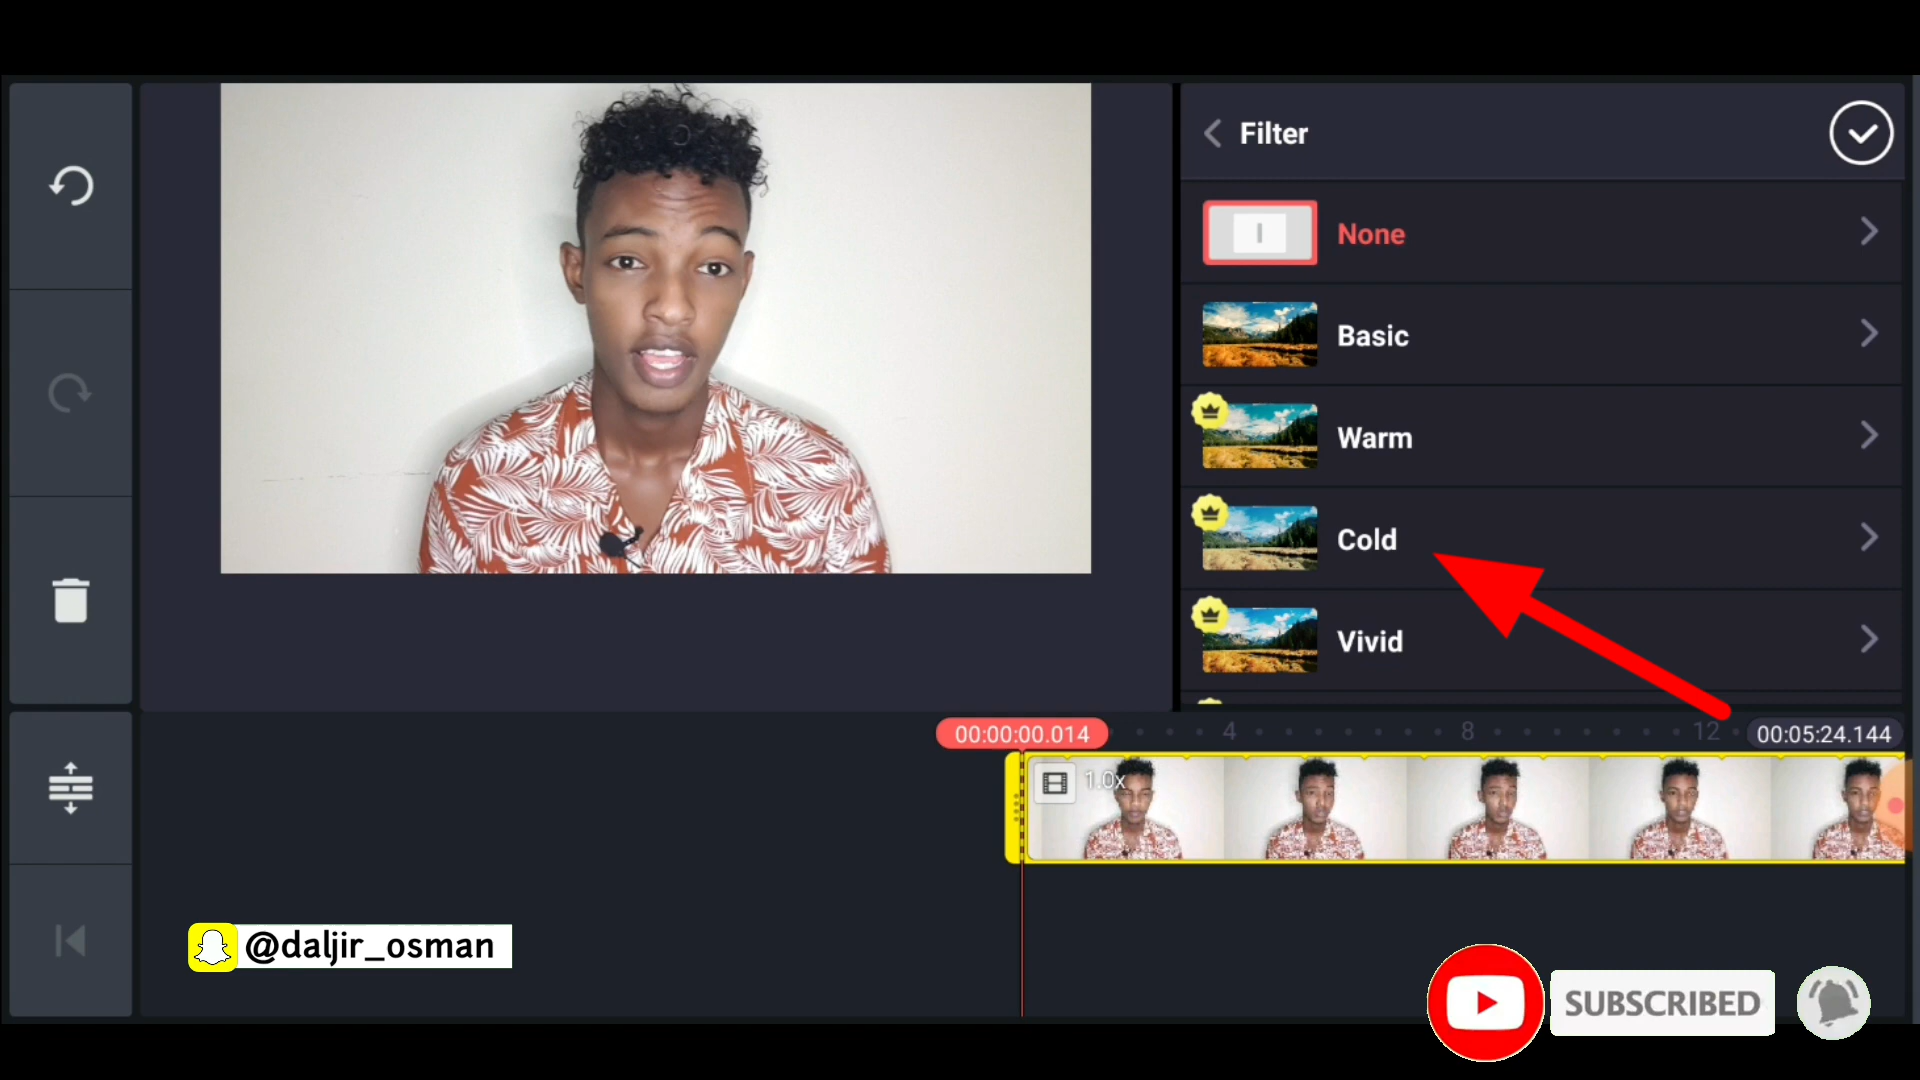 Filter
None
Basic
Warm
Cold
Vivid
00:00:00.014
4
8
12
00:05:24.144
1.0x
@daljir_osman
SUBSCRIBED